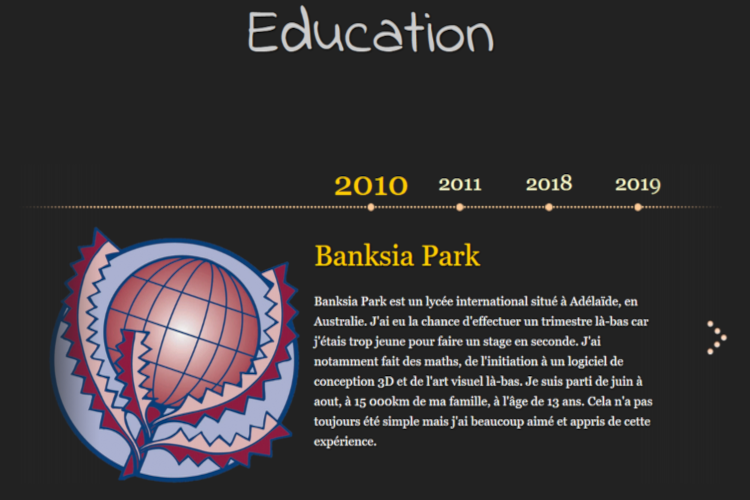 Education
2010 2011 2018 2019
Banksia Park
Banksia Park est un lycée international situé à Adélaïde, en
Australie. J'ai eu la chance d'effectuer un trimestre là-bas car
j'étais trop jeune pour faire un stage en seconde. J'ai
notamment fait des maths, de l'initiation à un logiciel de
conception 3D et de l'art visuel là-bas. Je suis parti de juin à
aout, à 15 000km de ma famille, à l'âge de 13 ans. Cela n'a pas
toujours été simple mais j'ai beaucoup aimé et appris de cette
expérience.